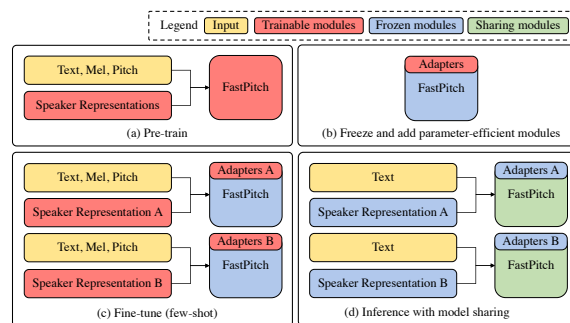 Legend Input Trainable modules Frozen modules Sharing modules
Text, Mel, Pitch
Speaker Representations
FastPitch
(a) Pre-train
Adapters
FastPitch
(b) Freeze and add parameter-efficient modules
Text, Mel, Pitch
Speaker Representation A
Adapters A
FastPitch
Text, Mel, Pitch
Speaker Representation B
Adapters B
FastPitch
(c) Fine-tune (few-shot)
Text
Speaker Representation A
Adapters A
FastPitch
Text
Speaker Representation B
Adapters B
FastPitch
(d) Inference with model sharing